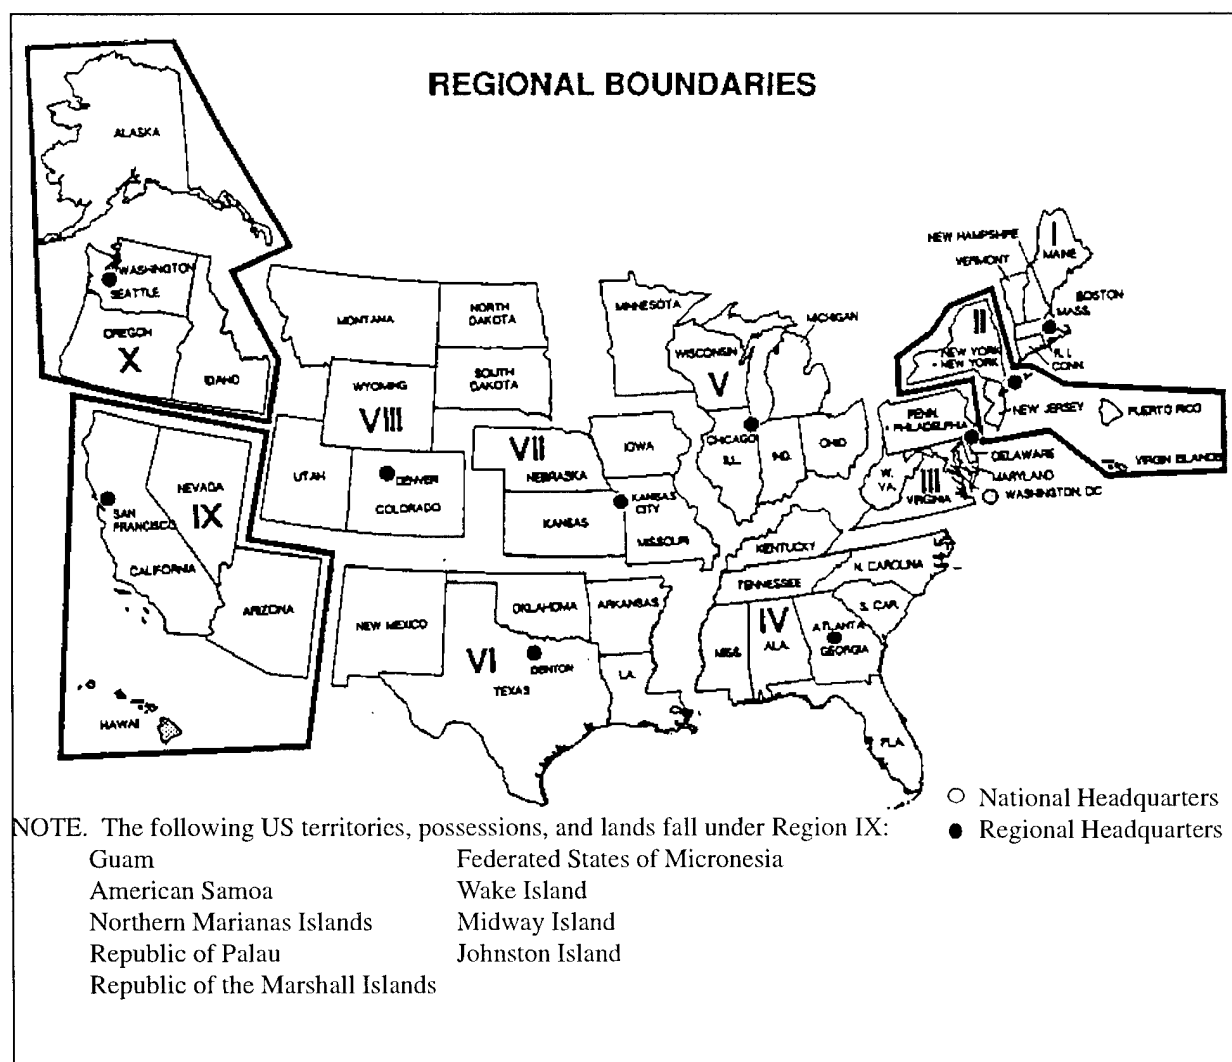 REGIONAL BOUNDARIES
ALASKA
WASHINGTON
SEATTLE
OREGON
X
IDAHO
MONTANA
NORTH
DAKOTA
SOUTH
DAKOTA
WYOMING
VIII
MINNESOTA
WISCONSIN
V
MICHIGAN
NEW HAMPSHIRE
VERMONT
I
MAINE
BOSTON
MASS.
R.I.
CONN.
II
NEW YORK
NEW YORK
NEW JERSEY
PUERTO RICO
VIRGIN ISLANDS
PENN.
PHILADELPHIA
DELAWARE
MARYLAND
WASHINGTON, DC
W.
VA.
III
VIRGINIA
NEVADA
IX
SAN
FRANCISCO
CALIFORNIA
ARIZONA
HAWAII
UTAH
DENVER
COLORADO
VII
NEBRASKA
IOWA
KANSAS
KANSAS
CITY
MISSOURI
CHICAGO
ILL.
IND.
OHIO
KENTUCKY
TENNESSEE
N. CAROLINA
S. CAR.
IV
MISS.
ALA.
ATLANTA
GEORGIA
FLA.
NEW MEXICO
OKLAHOMA
ARKANSAS
VI
DENTON
TEXAS
LA.
○ National Headquarters
● Regional Headquarters
NOTE. The following US territories, possessions, and lands fall under Region IX:
Guam
American Samoa
Northern Marianas Islands
Republic of Palau
Republic of the Marshall Islands
Federated States of Micronesia
Wake Island
Midway Island
Johnston Island